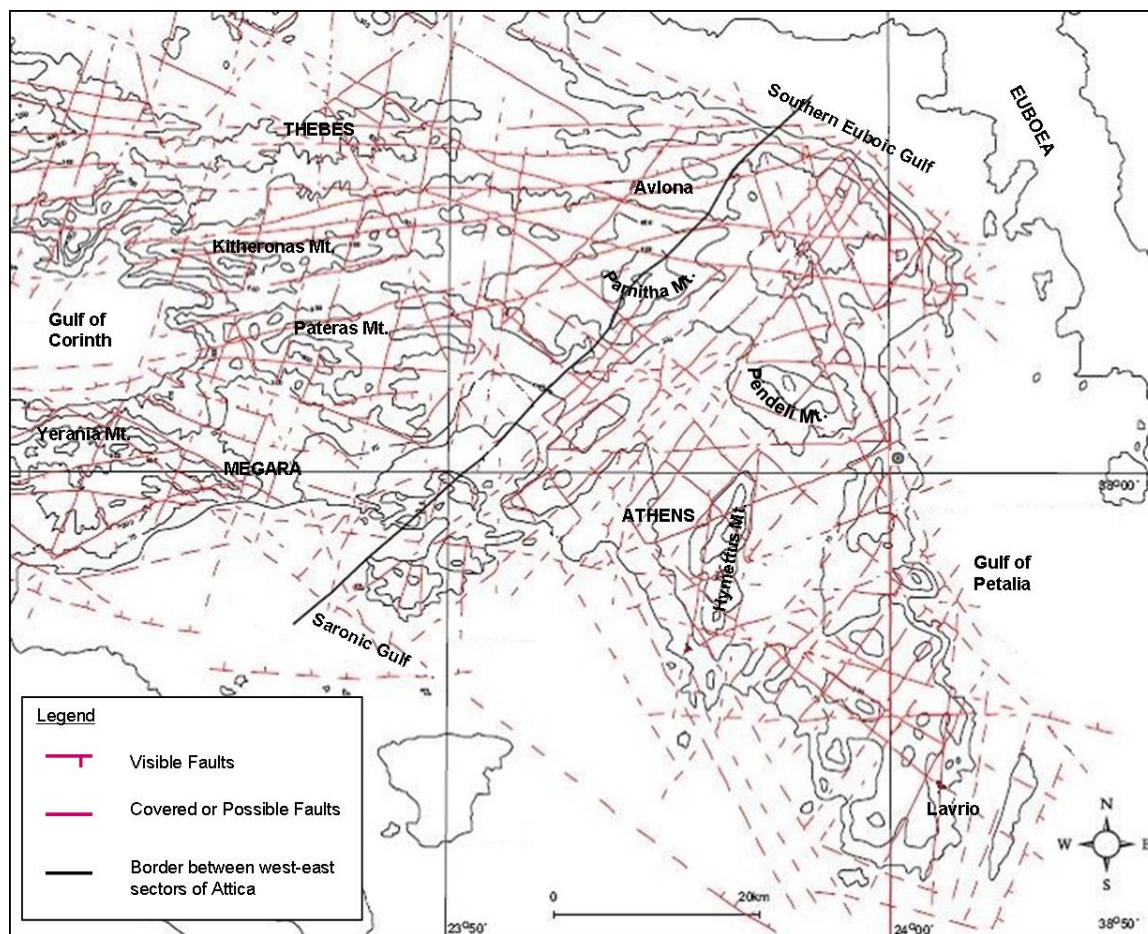 Southern Euboic Gulf
EUBOEA
THEBES
Avlona
Kitheronas Mt.
Parnitha Mt.
Gulf of
Corinth
Pateras Mt.
Pendeli Mt.
Yerania Mt.
MEGARA
38°00'
ATHENS
Hymettus Mt.
Gulf of
Petalia
Saronic Gulf
Legend
Visible Faults
Covered or Possible Faults
Border between west-east
sectors of Attica
Lavrio
N
W
E
S
0
20km
23°50'
24°00'
38°50'